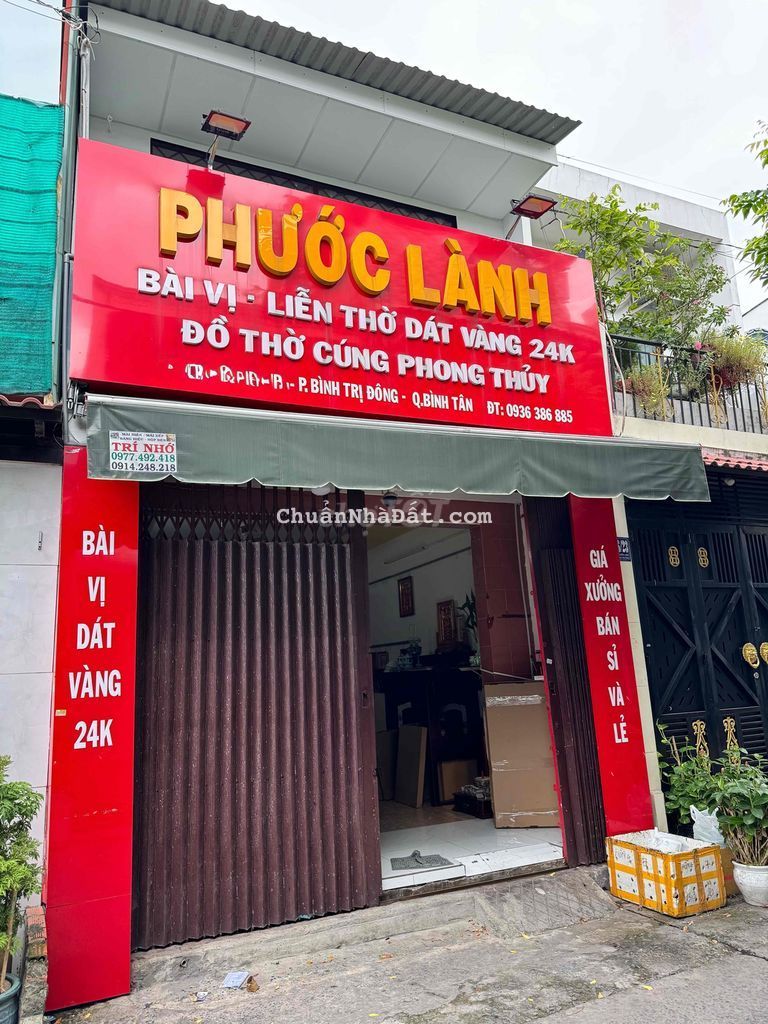 PHƯỚC LÀNH
BÀI VỊ - LIỄN THỜ DÁT VÀNG 24K
ĐỒ THỜ CÚNG PHONG THỦY
- P. BÌNH TRỊ ĐÔNG - Q.BÌNH TÂN ĐT: 0936 386 885
TRÍ NHỚ
0977.492.418
0914.248.218
ChuẩnNhàĐất.com
BÀI
VỊ
DÁT
VÀNG
24K
GIÁ
XƯỞNG
BÁN
SỈ
VÀ
LẺ